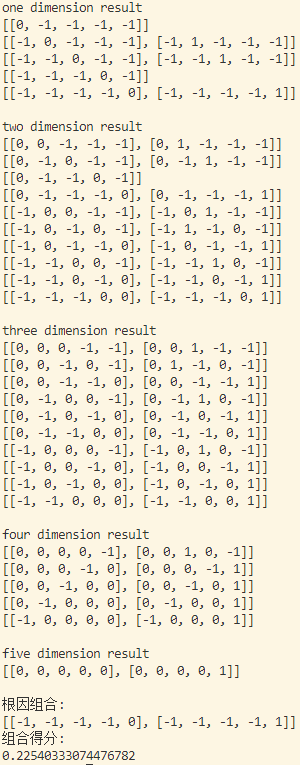 one dimension result
[[0, -1, -1, -1, -1]]
[[-1, 0, -1, -1, -1], [-1, 1, -1, -1, -1]]
[[-1, -1, 0, -1, -1], [-1, -1, 1, -1, -1]]
[[-1, -1, -1, 0, -1]]
[[-1, -1, -1, -1, 0], [-1, -1, -1, -1, 1]]
two dimension result
[[0, 0, -1, -1, -1], [0, 1, -1, -1, -1]]
[[0, -1, 0, -1, -1], [0, -1, 1, -1, -1]]
[[0, -1, -1, 0, -1]]
[[0, -1, -1, -1, 0], [0, -1, -1, -1, 1]]
[[-1, 0, 0, -1, -1], [-1, 0, 1, -1, -1]]
[[-1, 0, -1, 0, -1], [-1, 1, -1, 0, -1]]
[[-1, 0, -1, -1, 0], [-1, 0, -1, -1, 1]]
[[-1, -1, 0, 0, -1], [-1, -1, 1, 0, -1]]
[[-1, -1, 0, -1, 0], [-1, -1, 0, -1, 1]]
[[-1, -1, -1, 0, 0], [-1, -1, -1, 0, 1]]
three dimension result
[[0, 0, 0, -1, -1], [0, 0, 1, -1, -1]]
[[0, 0, -1, 0, -1], [0, 1, -1, 0, -1]]
[[0, 0, -1, -1, 0], [0, 0, -1, -1, 1]]
[[0, -1, 0, 0, -1], [0, -1, 1, 0, -1]]
[[0, -1, 0, -1, 0], [0, -1, 0, -1, 1]]
[[0, -1, -1, 0, 0], [0, -1, -1, 0, 1]]
[[-1, 0, 0, 0, -1], [-1, 0, 1, 0, -1]]
[[-1, 0, 0, -1, 0], [-1, 0, 0, -1, 1]]
[[-1, 0, -1, 0, 0], [-1, 0, -1, 0, 1]]
[[-1, -1, 0, 0, 0], [-1, -1, 0, 0, 1]]
four dimension result
[[0, 0, 0, 0, -1], [0, 0, 1, 0, -1]]
[[0, 0, 0, -1, 0], [0, 0, 0, -1, 1]]
[[0, 0, -1, 0, 0], [0, 0, -1, 0, 1]]
[[0, -1, 0, 0, 0], [0, -1, 0, 0, 1]]
[[-1, 0, 0, 0, 0], [-1, 0, 0, 0, 1]]
five dimension result
[[0, 0, 0, 0, 0], [0, 0, 0, 0, 1]]
根因组合:
[[-1, -1, -1, -1, 0], [-1, -1, -1, -1, 1]]
组合得分:
0.22540333074476782